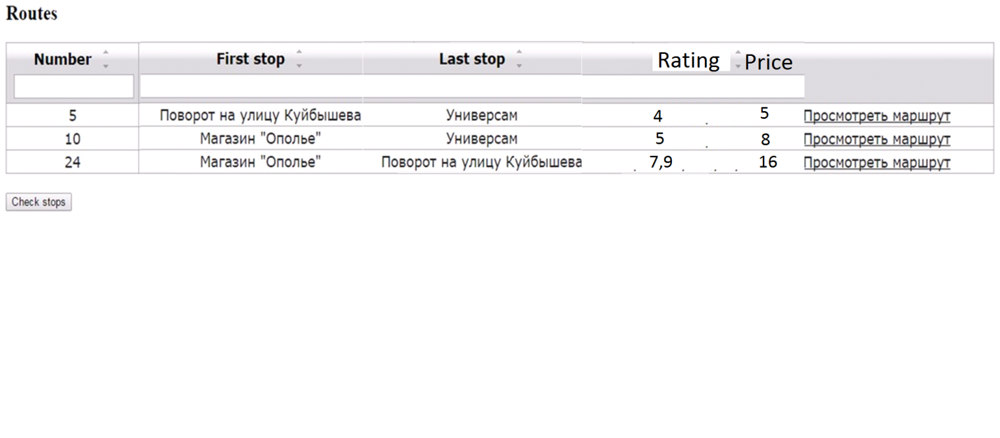 Routes
Number First stop Last stop Rating Price
5 Поворот на улицу Куйбышева Универсам 4 5 Просмотреть маршрут
10 Магазин "Ополье" Универсам 5 8 Просмотреть маршрут
24 Магазин "Ополье" Поворот на улицу Куйбышева 7,9 16 Просмотреть маршрут
Check stops